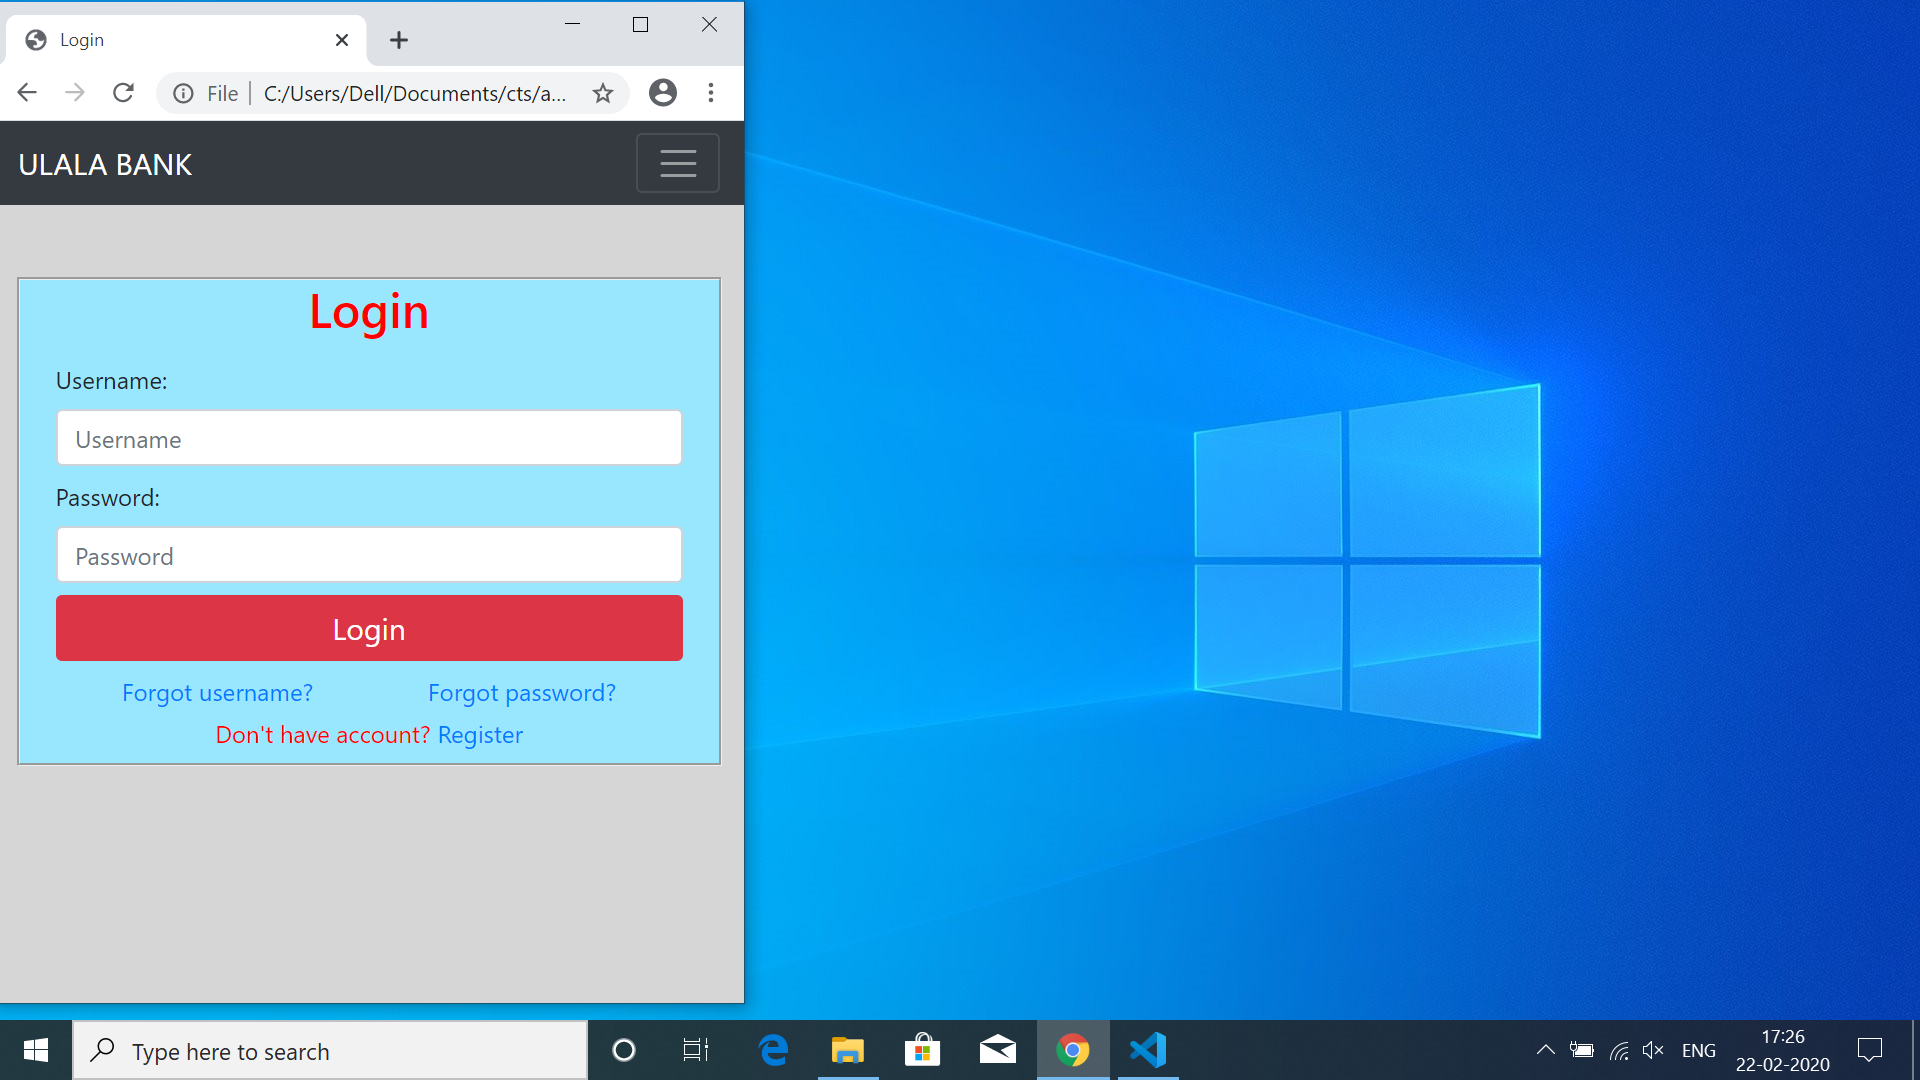 Login
File
C:/Users/Dell/Documents/cts/a...
ULALA BANK
Login
Username:
Username
Password:
Password
Login
Forgot username? Forgot password?
Don't have account? Register
Type here to search
ENG
17:26
22-02-2020